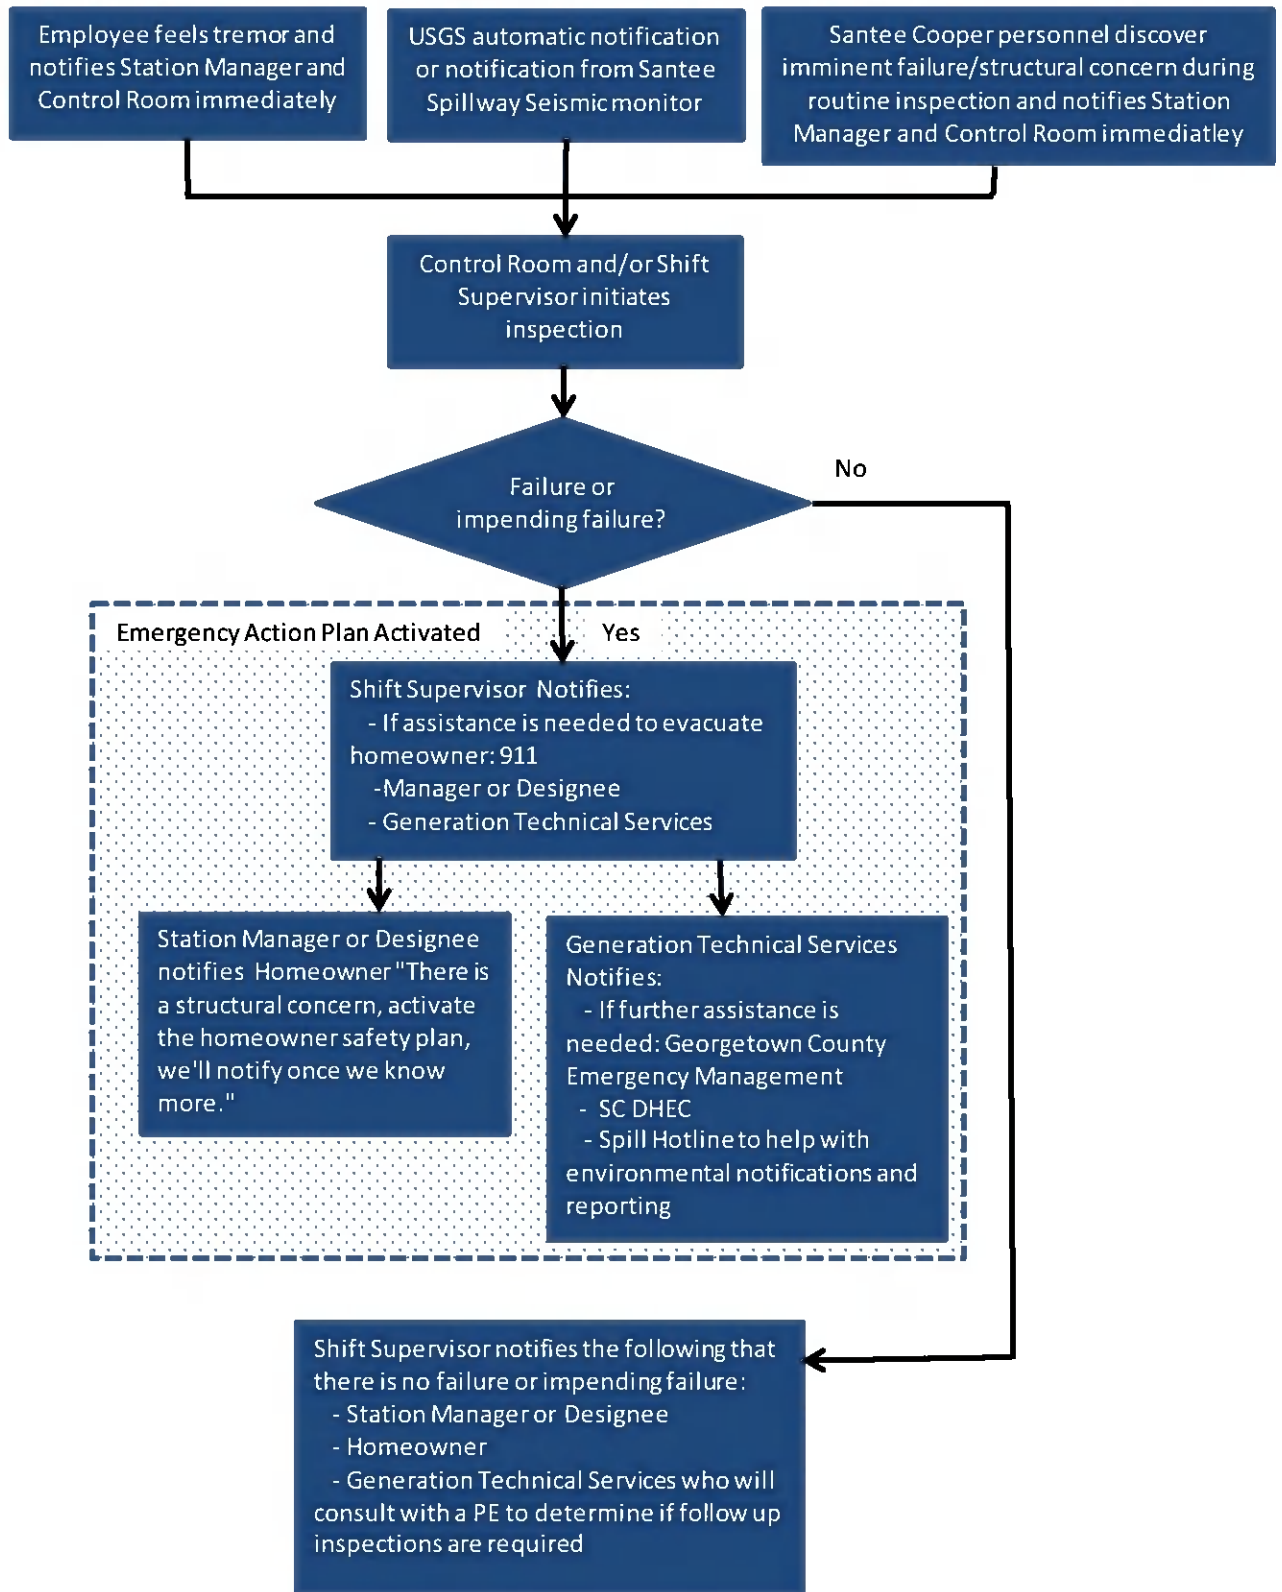 Employee feels tremor and
notifies Station Manager and
Control Room immediately
USGS automatic notification
or notification from Santee
Spillway Seismic monitor
Santee Cooper personnel discover
imminent failure/structural concern during
routine inspection and notifies Station
Manager and Control Room immediatley
Control Room and/or Shift
Supervisor initiates
inspection
Failure or
impending failure?
No
Emergency Action Plan Activated
Yes
Shift Supervisor Notifies:
- If assistance is needed to evacuate
homeowner: 911
-Manager or Designee
- Generation Technical Services
Station Manager or Designee
notifies Homeowner "There is
a structural concern, activate
the homeowner safety plan,
we'll notify once we know
more."
Generation Technical Services
Notifies:
- If further assistance is
needed: Georgetown County
Emergency Management
- SC DHEC
- Spill Hotline to help with
environmental notifications and
reporting
Shift Supervisor notifies the following that
there is no failure or impending failure:
- Station Manager or Designee
- Homeowner
- Generation Technical Services who will
consult with a PE to determine if follow up
inspections are required